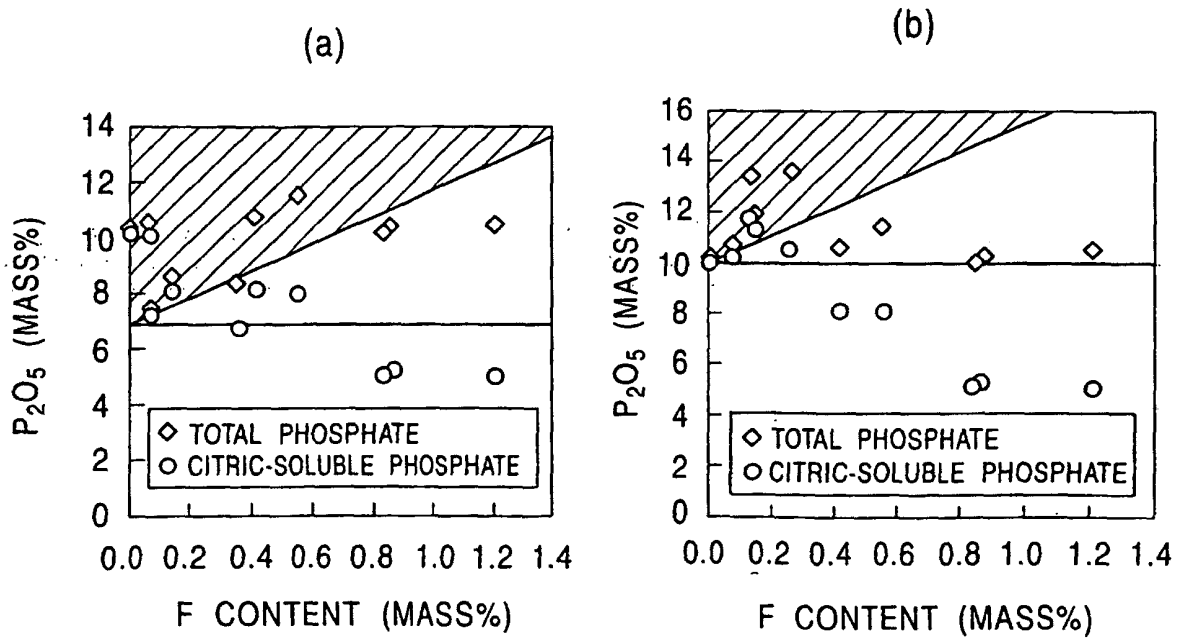 (a)
14
12
10
8
6
4
2
0
P2O5 (MASS%)
◇ TOTAL PHOSPHATE
○ CITRIC-SOLUBLE PHOSPHATE
0.0 0.2 0.4 0.6 0.8 1.0 1.2 1.4
F CONTENT (MASS%)
(b)
16
14
12
10
8
6
4
2
0
P2O5 (MASS%)
◇ TOTAL PHOSPHATE
○ CITRIC-SOLUBLE PHOSPHATE
0.0 0.2 0.4 0.6 0.8 1.0 1.2 1.4
F CONTENT (MASS%)